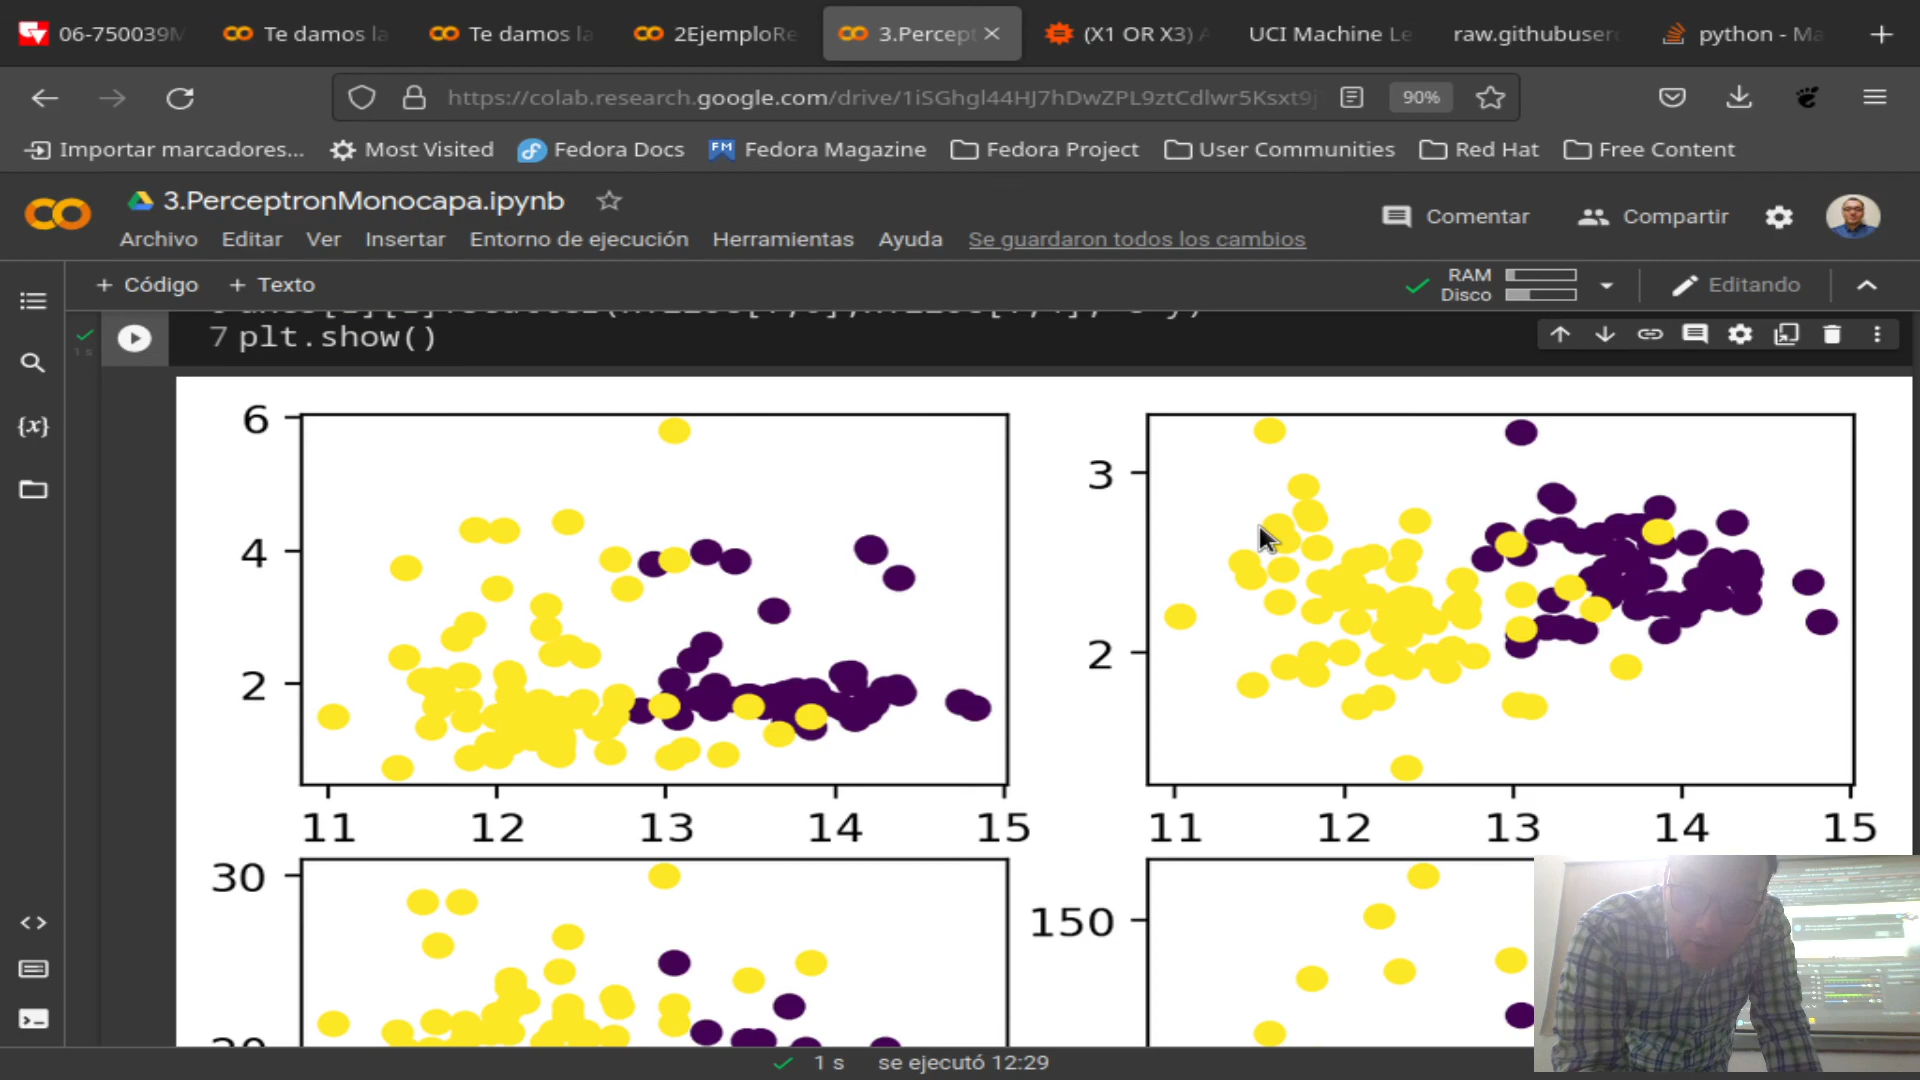 06-750039M
Te damos la
Te damos la
2EjemploRe
3.Percept
(X1 OR X3) A
UCI Machine Le
raw.githubuserc
python - Ma
https://colab.research.google.com/drive/1iSGhgl44HJ7hDwZPL9ztCdlwr5Ksxt9j
90%
Importar marcadores...
Most Visited
Fedora Docs
FM
Fedora Magazine
Fedora Project
User Communities
Red Hat
Free Content
3.PerceptronMonocapa.ipynb
Comentar
Compartir
Archivo
Editar
Ver
Insertar
Entorno de ejecución
Herramientas
Ayuda
Se guardaron todos los cambios
+ Código
+ Texto
RAM
Disco
Editando
1 s
7 plt.show()
{x}
6
4
2
11 12 13 14 15
3
2
11 12 13 14 15
30
150
1 s se ejecutó 12:29